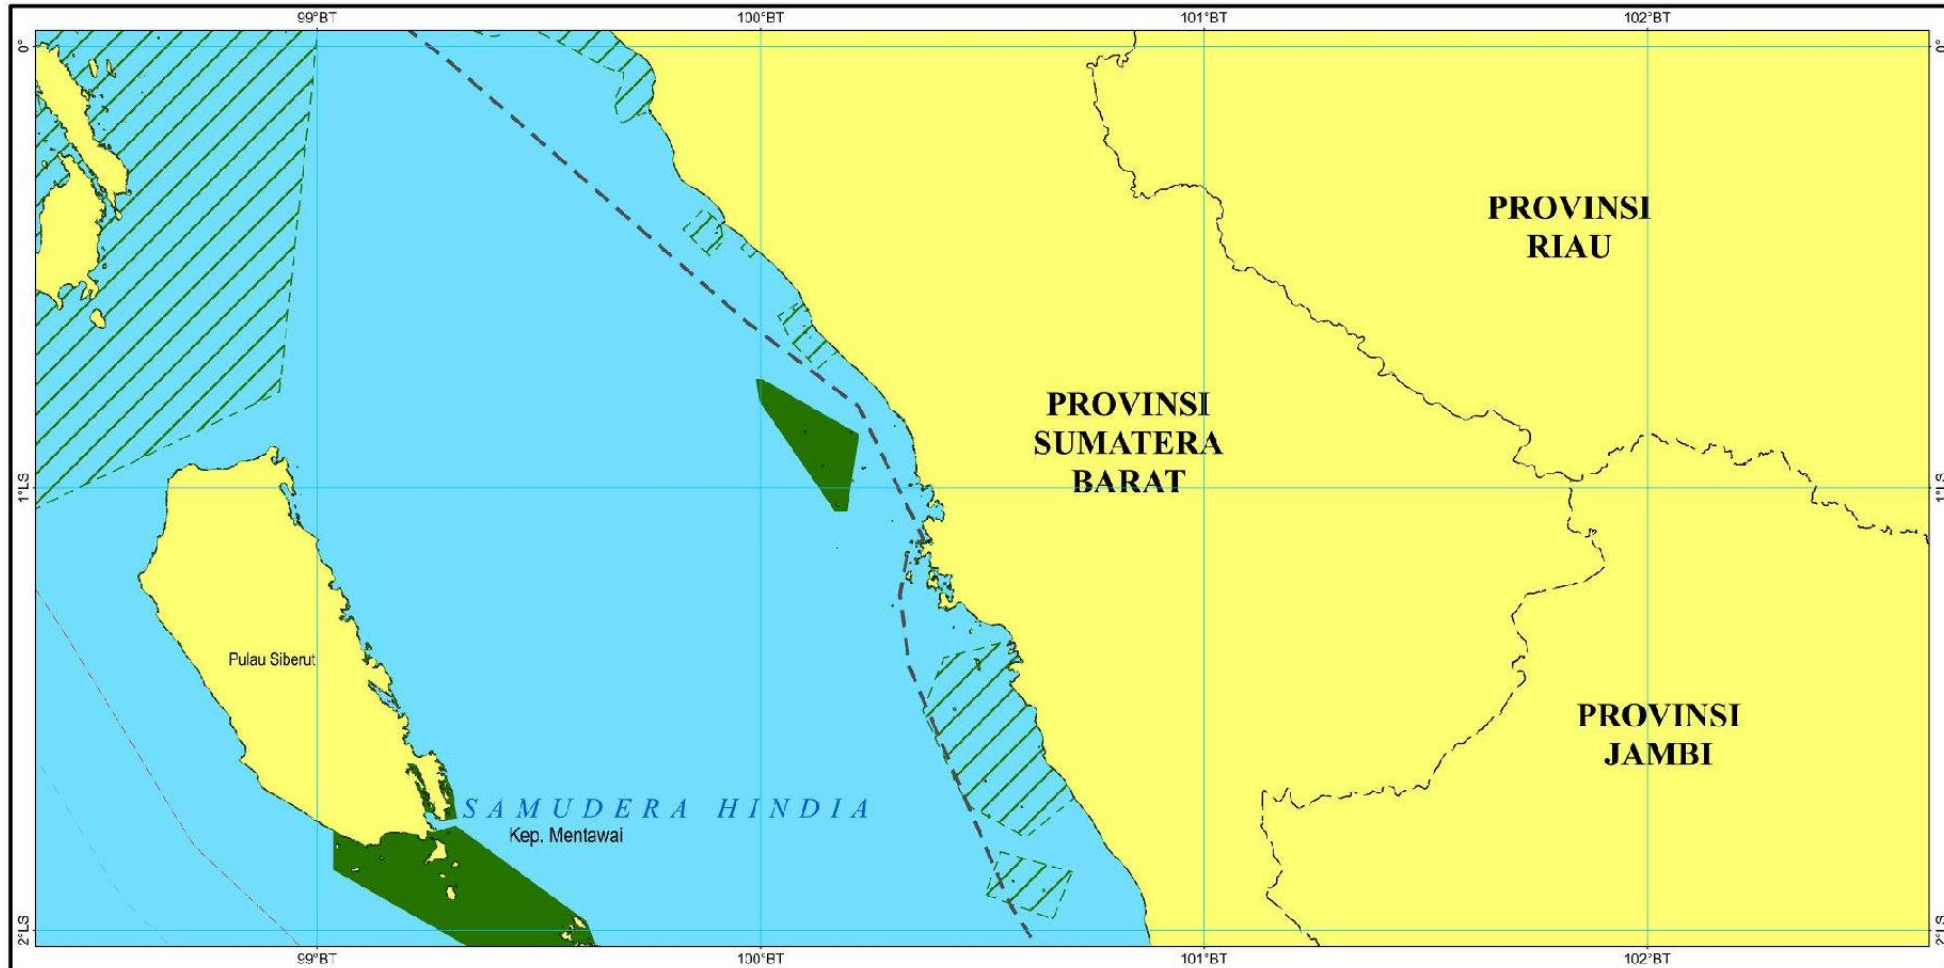 99°BT
100°BT
101°BT
102°BT
0°
0°
PROVINSI
RIAU
PROVINSI
SUMATERA
BARAT
1°LS
1°LS
Pulau Siberut
PROVINSI
JAMBI
SAMUDERA HINDIA
Kep. Mentawai
2°LS
2°LS
99°BT
100°BT
101°BT
102°BT